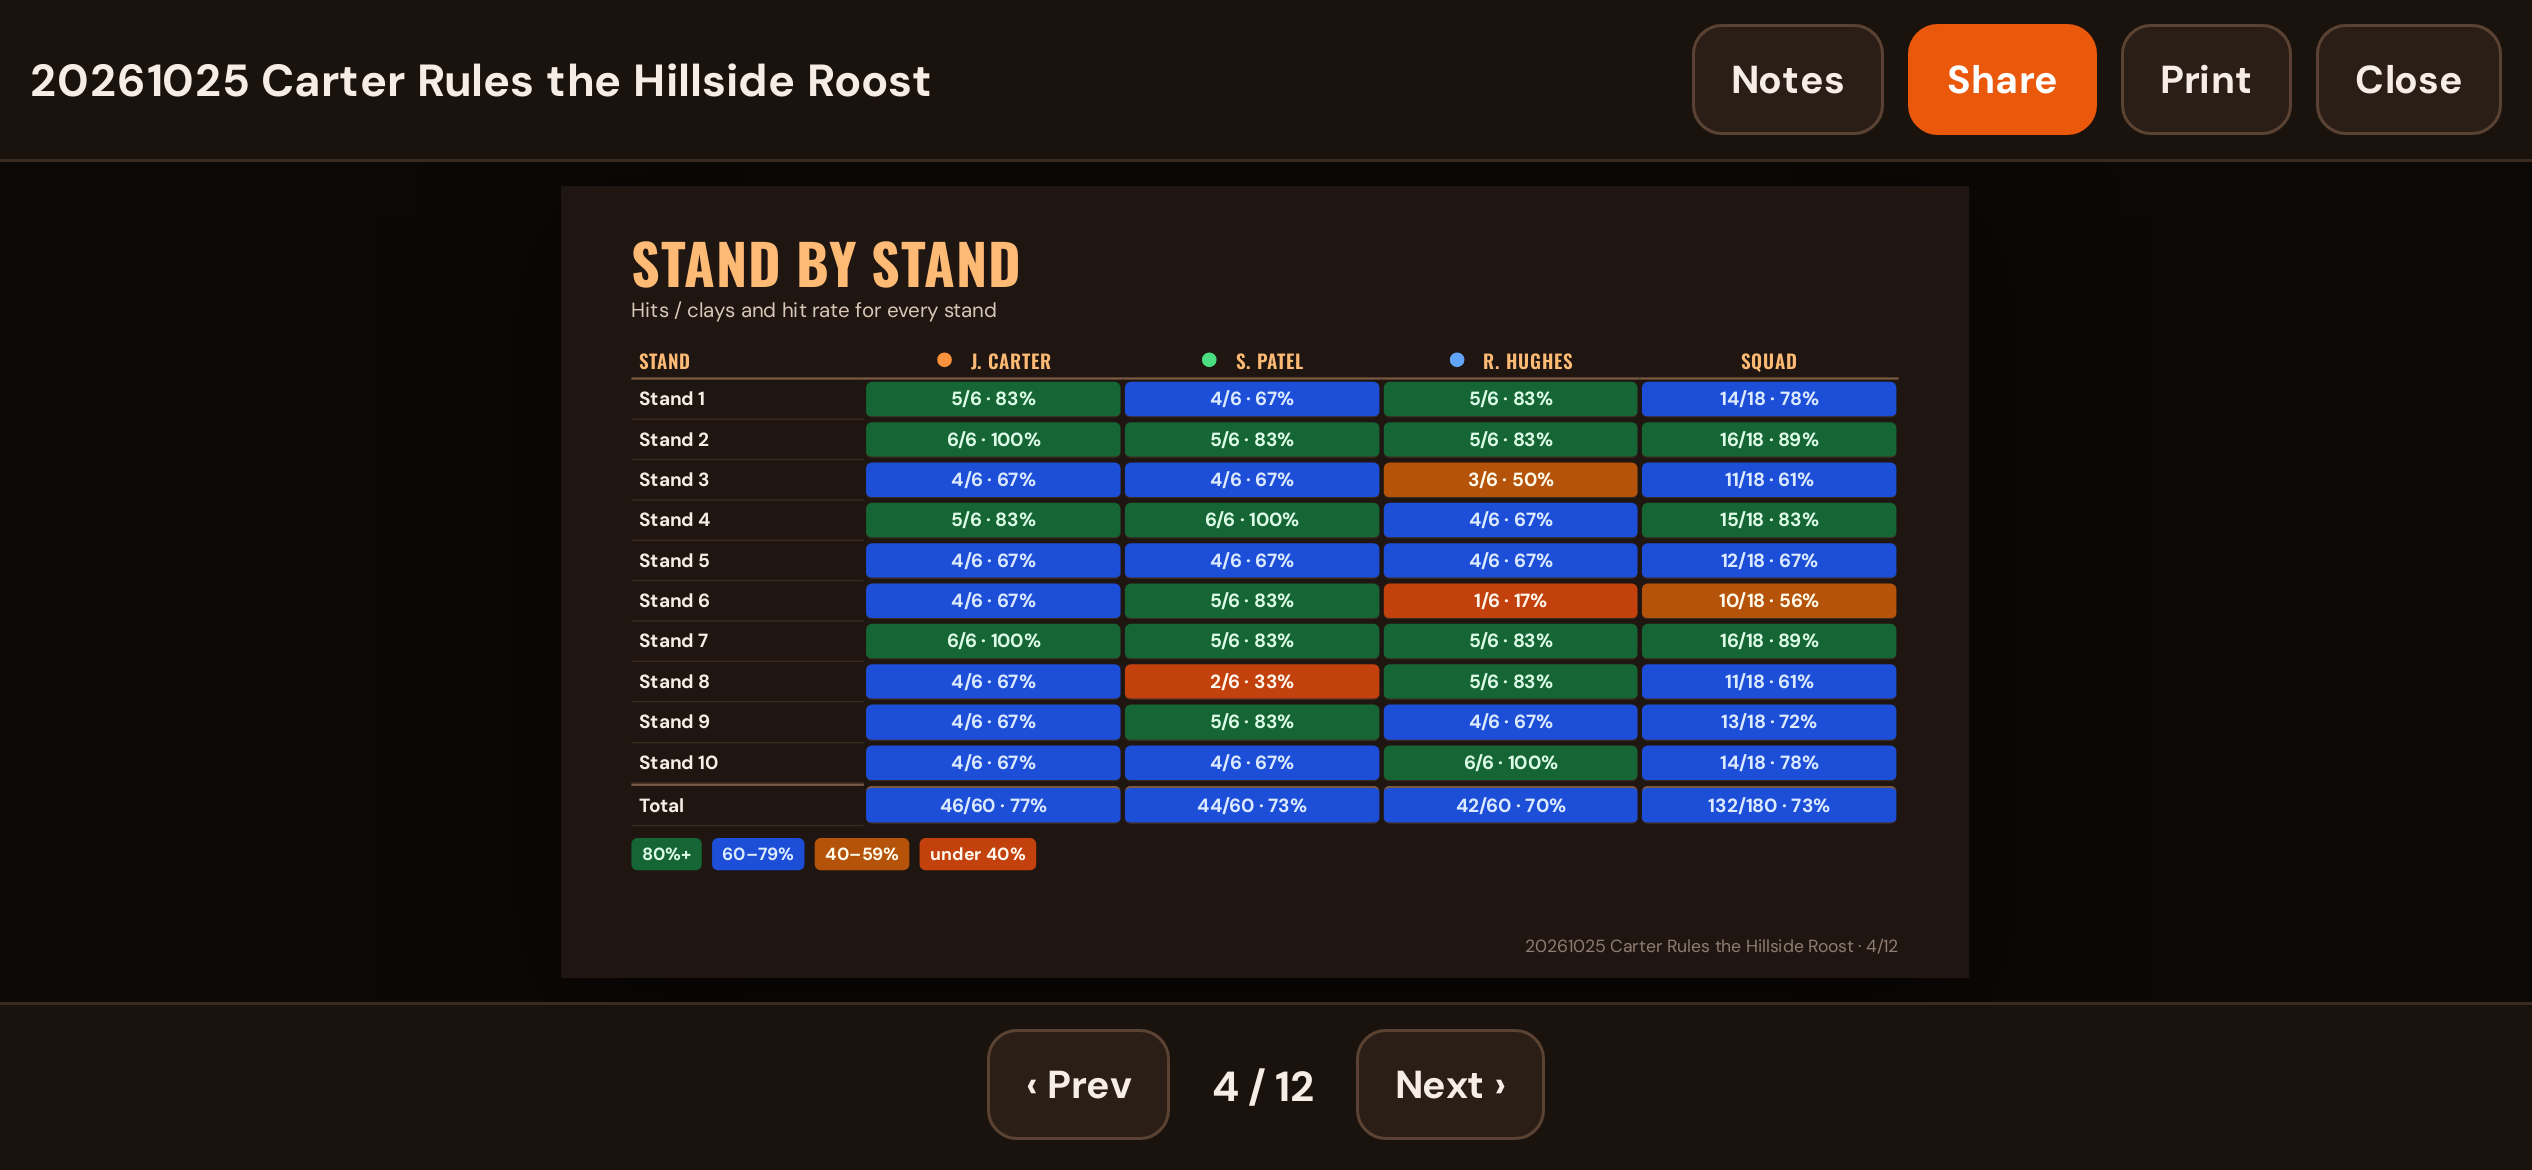 20261025 Carter Rules the Hillside Roost
Notes
Share
Print
Close
STAND BY STAND
Hits / clays and hit rate for every stand
STAND J. CARTER S. PATEL R. HUGHES SQUAD
Stand 1 5/6 · 83% 4/6 · 67% 5/6 · 83% 14/18 · 78%
Stand 2 6/6 · 100% 5/6 · 83% 5/6 · 83% 16/18 · 89%
Stand 3 4/6 · 67% 4/6 · 67% 3/6 · 50% 11/18 · 61%
Stand 4 5/6 · 83% 6/6 · 100% 4/6 · 67% 15/18 · 83%
Stand 5 4/6 · 67% 4/6 · 67% 4/6 · 67% 12/18 · 67%
Stand 6 4/6 · 67% 5/6 · 83% 1/6 · 17% 10/18 · 56%
Stand 7 6/6 · 100% 5/6 · 83% 5/6 · 83% 16/18 · 89%
Stand 8 4/6 · 67% 2/6 · 33% 5/6 · 83% 11/18 · 61%
Stand 9 4/6 · 67% 5/6 · 83% 4/6 · 67% 13/18 · 72%
Stand 10 4/6 · 67% 4/6 · 67% 6/6 · 100% 14/18 · 78%
Total 46/60 · 77% 44/60 · 73% 42/60 · 70% 132/180 · 73%
80%+ 60–79% 40–59% under 40%
20261025 Carter Rules the Hillside Roost · 4/12
‹ Prev 4 / 12 Next ›